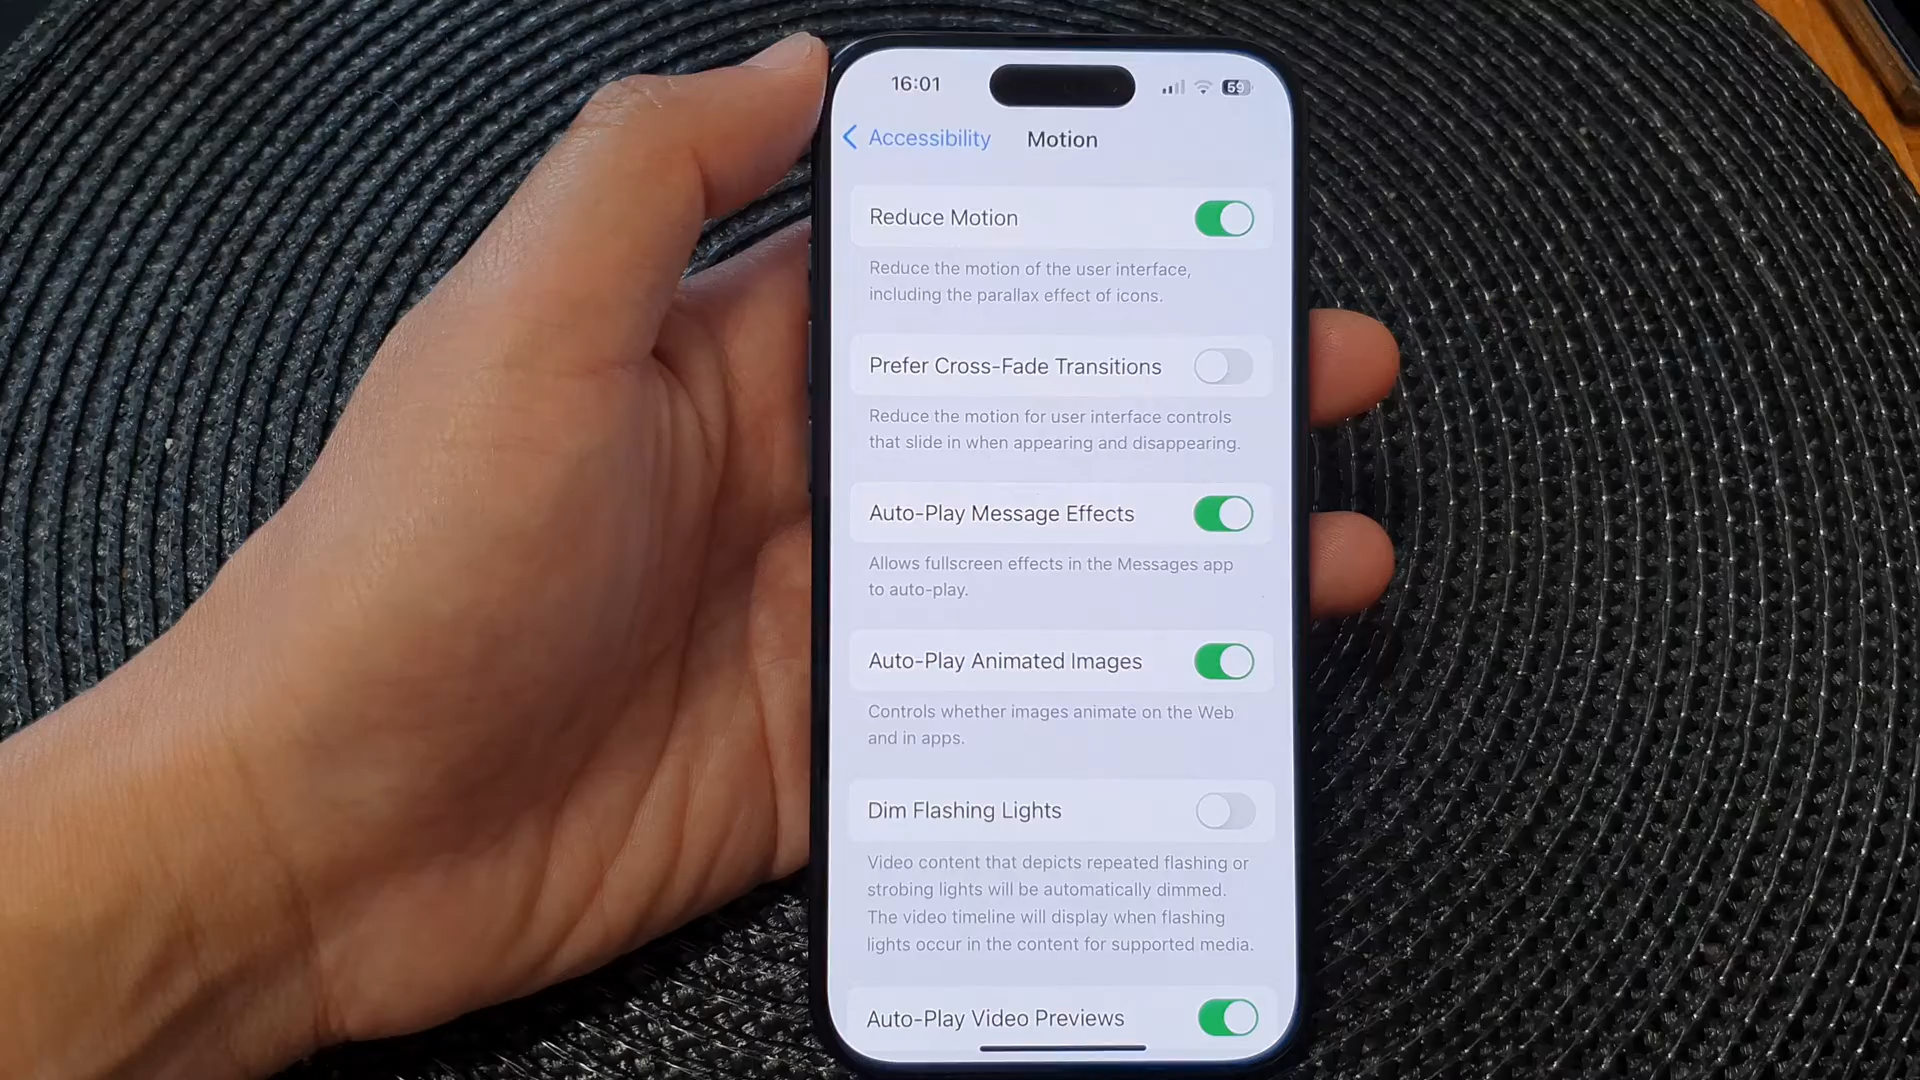 16:01
59
Accessibility
Motion
Reduce Motion
Reduce the motion of the user interface,
including the parallax effect of icons.
Prefer Cross-Fade Transitions
Reduce the motion for user interface controls
that slide in when appearing and disappearing.
Auto-Play Message Effects
Allows fullscreen effects in the Messages app
to auto-play.
Auto-Play Animated Images
Controls whether images animate on the Web
and in apps.
Dim Flashing Lights
Video content that depicts repeated flashing or
strobing lights will be automatically dimmed.
The video timeline will display when flashing
lights occur in the content for supported media.
Auto-Play Video Previews